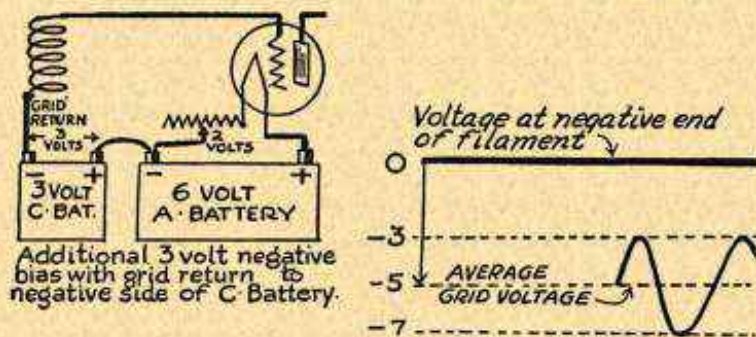 GRID
RETURN
3
VOLTS
2
VOLTS
- +
- +
3 VOLT
C·BAT.
6 VOLT
A·BATTERY
Additional 3 volt negative
bias with grid return to
negative side of C·Battery.
Voltage at negative end
of filament
0
-3
-5
AVERAGE
GRID VOLTAGE
-7